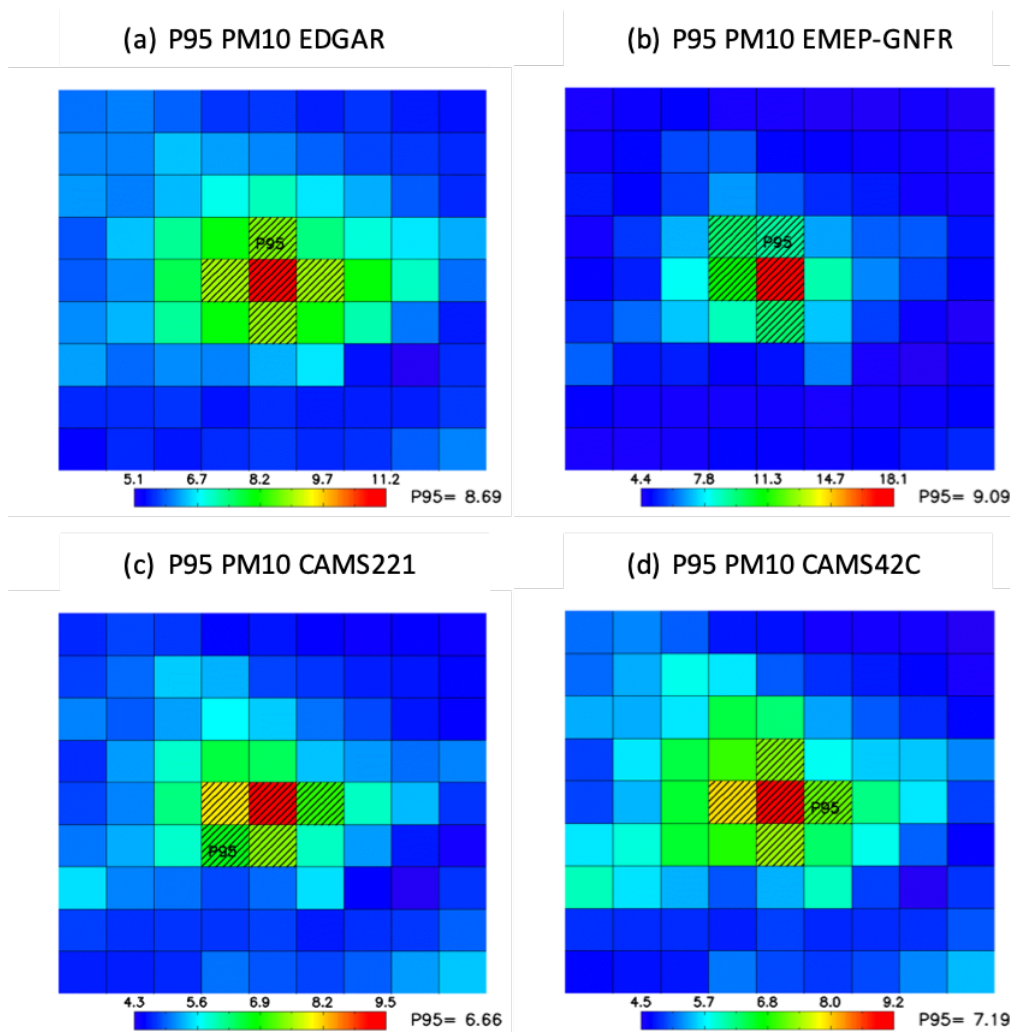 (a) P95 PM10 EDGAR
(b) P95 PM10 EMEP-GNFR
P95
P95
5.1 6.7 8.2 9.7 11.2
P95= 8.69
4.4 7.8 11.3 14.7 18.1
P95= 9.09
(c) P95 PM10 CAMS221
(d) P95 PM10 CAMS42C
P95
P95
4.3 5.6 6.9 8.2 9.5
P95= 6.66
4.5 5.7 6.8 8.0 9.2
P95= 7.19